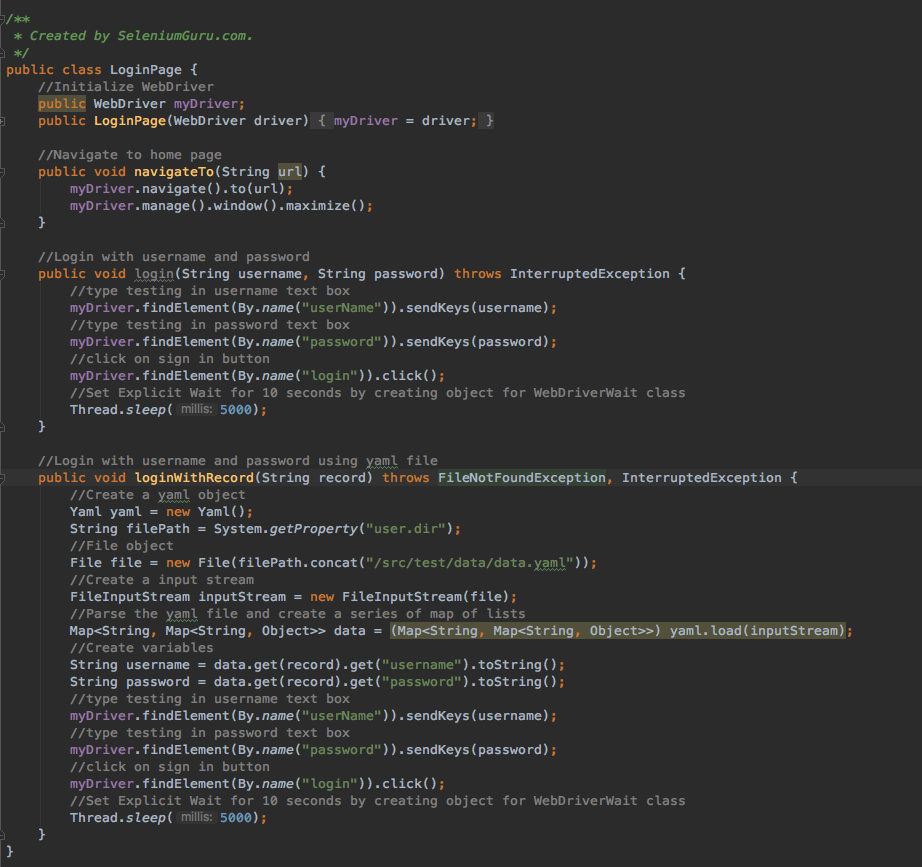 /**
 * Created by SeleniumGuru.com.
 */
public class LoginPage {
    //Initialize WebDriver
    public WebDriver myDriver;
    public LoginPage(WebDriver driver) { myDriver = driver; }

    //Navigate to home page
    public void navigateTo(String url) {
        myDriver.navigate().to(url);
        myDriver.manage().window().maximize();
    }

    //Login with username and password
    public void login(String username, String password) throws InterruptedException {
        //type testing in username text box
        myDriver.findElement(By.name("userName")).sendKeys(username);
        //type testing in password text box
        myDriver.findElement(By.name("password")).sendKeys(password);
        //click on sign in button
        myDriver.findElement(By.name("login")).click();
        //Set Explicit Wait for 10 seconds by creating object for WebDriverWait class
        Thread.sleep( millis: 5000);
    }

    //Login with username and password using yaml file
    public void loginWithRecord(String record) throws FileNotFoundException, InterruptedException {
        //Create a yaml object
        Yaml yaml = new Yaml();
        String filePath = System.getProperty("user.dir");
        //File object
        File file = new File(filePath.concat("/src/test/data/data.yaml"));
        //Create a input stream
        FileInputStream inputStream = new FileInputStream(file);
        //Parse the yaml file and create a series of map of lists
        Map<String, Map<String, Object>> data = (Map<String, Map<String, Object>>) yaml.load(inputStream);
        //Create variables
        String username = data.get(record).get("username").toString();
        String password = data.get(record).get("password").toString();
        //type testing in username text box
        myDriver.findElement(By.name("userName")).sendKeys(username);
        //type testing in password text box
        myDriver.findElement(By.name("password")).sendKeys(password);
        //click on sign in button
        myDriver.findElement(By.name("login")).click();
        //Set Explicit Wait for 10 seconds by creating object for WebDriverWait class
        Thread.sleep( millis: 5000);
    }
}